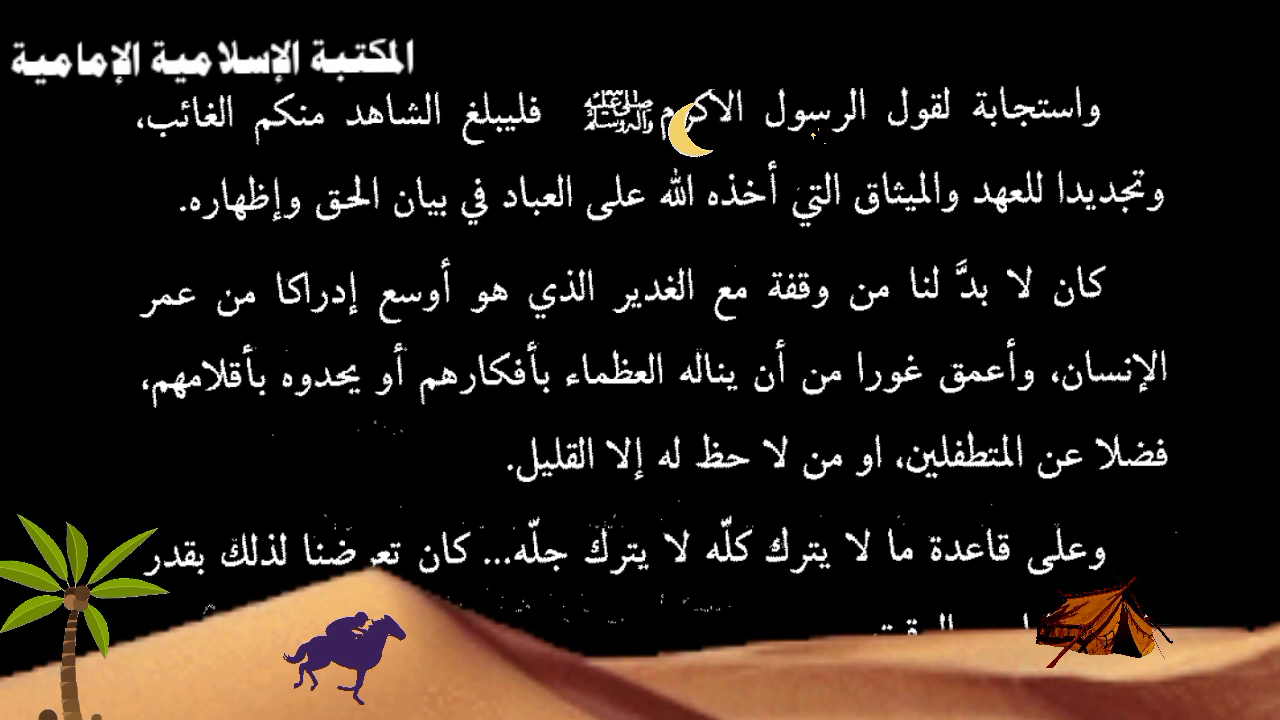 المكتبة الإسلامية الإمامية
واستجابة لقول الرسول الاكرم ﷺ فليبلغ الشاهد منكم الغائب،
وتجديدا للعهد والميثاق التي أخذه الله على العباد في بيان الحق وإظهاره.
كان لا بدَّ لنا من وقفة مع الغدير الذي هو أوسع إدراكا من عمر
الإنسان، وأعمق غورا من أن يناله العظماء بأفكارهم أو يحدوه بأقلامهم،
فضلا عن المتطفلين، او من لا حظ له إلا القليل.
وعلى قاعدة ما لا يترك كلّه لا يترك جلّه... كان تعرضنا لذلك بقدر